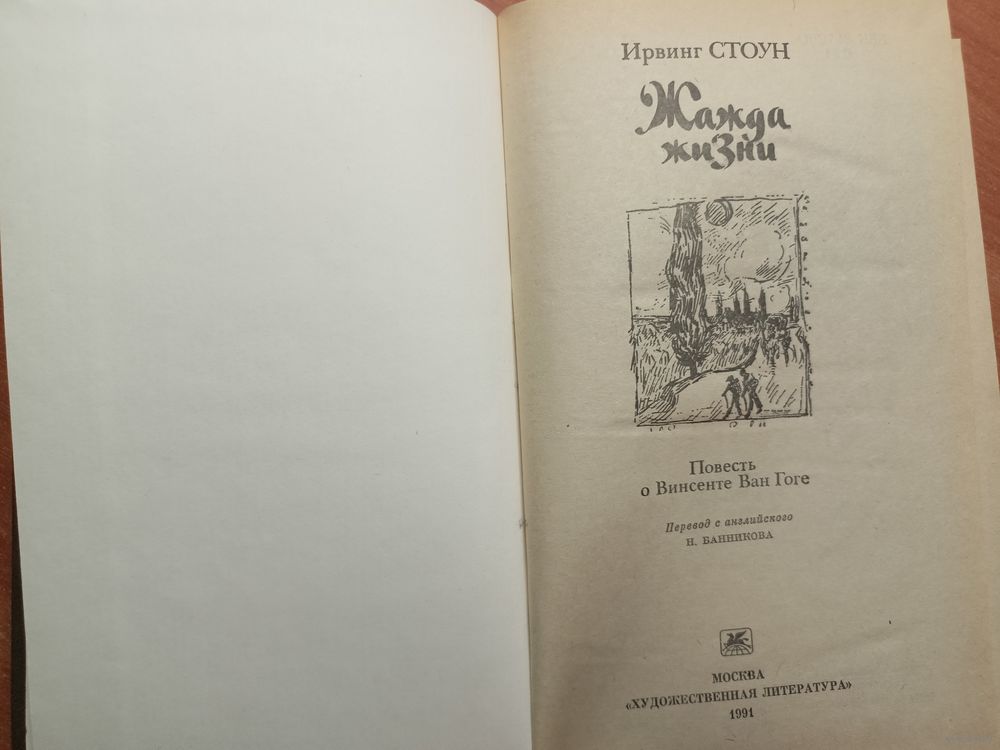 Ирвинг СТОУН
Жажда
жизни
Повесть
о Винсенте Ван Гоге
Перевод с английского
Н. БАННИКОВА
МОСКВА
«ХУДОЖЕСТВЕННАЯ ЛИТЕРАТУРА»
1991